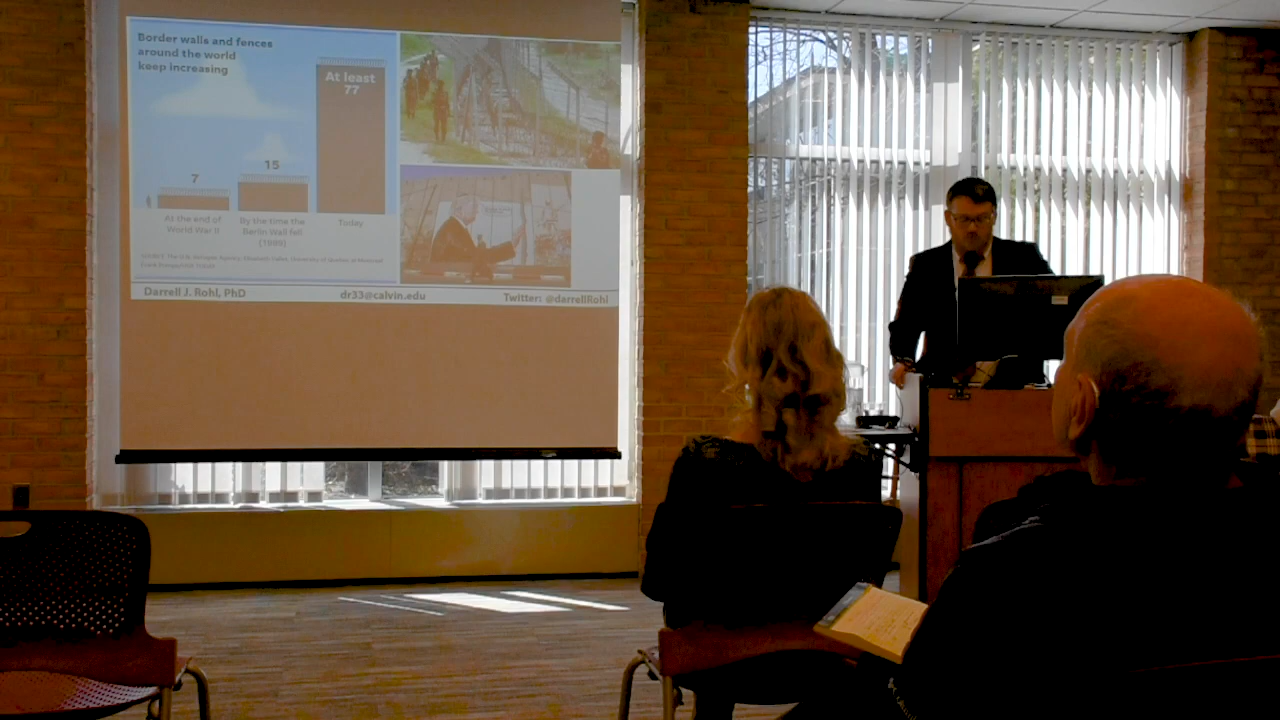 Border walls and fences
around the world
keep increasing
At least
77
15
7
At the end of
World War II
By the time the
Berlin Wall fell
(1989)
Today
Darrell J. Rohl, PhD
dr33@calvin.edu
Twitter: @darrellRohl